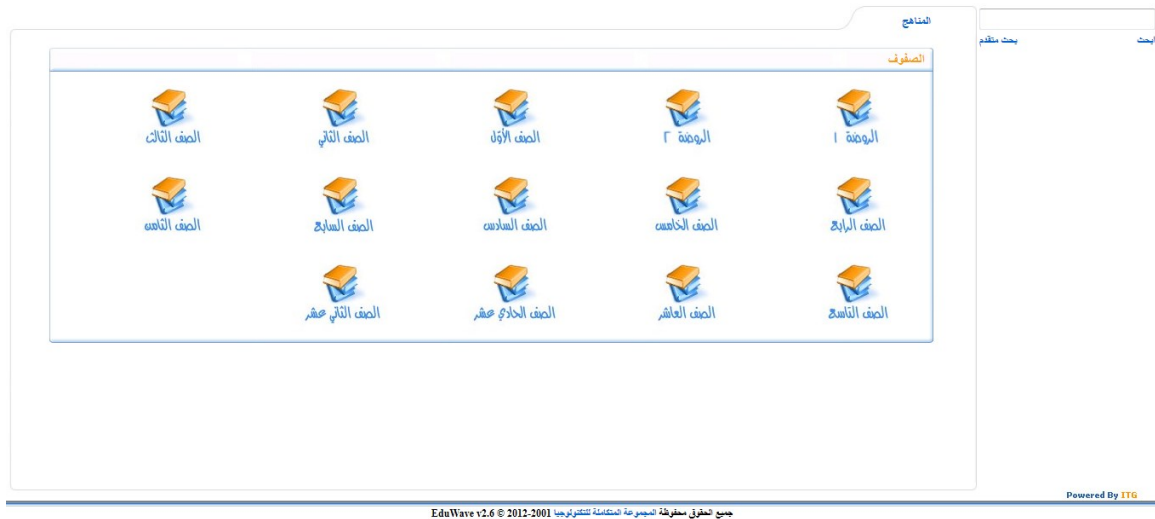 المناهج
ابحث بحث متقدم
الصفوف
الروضة ١ الروضة ٢ الصف الأوّل الصف الثاني الصف الثالث
الصف الرابع الصف الخامس الصف السادس الصف السابع الصف الثامن
الصف التاسع الصف العاشر الصف الحادي عشر الصف الثاني عشر
Powered By ITG
جميع الحقوق محفوظة المجموعة المتكاملة للتكنولوجيا 2001-2012 © EduWave v2.6